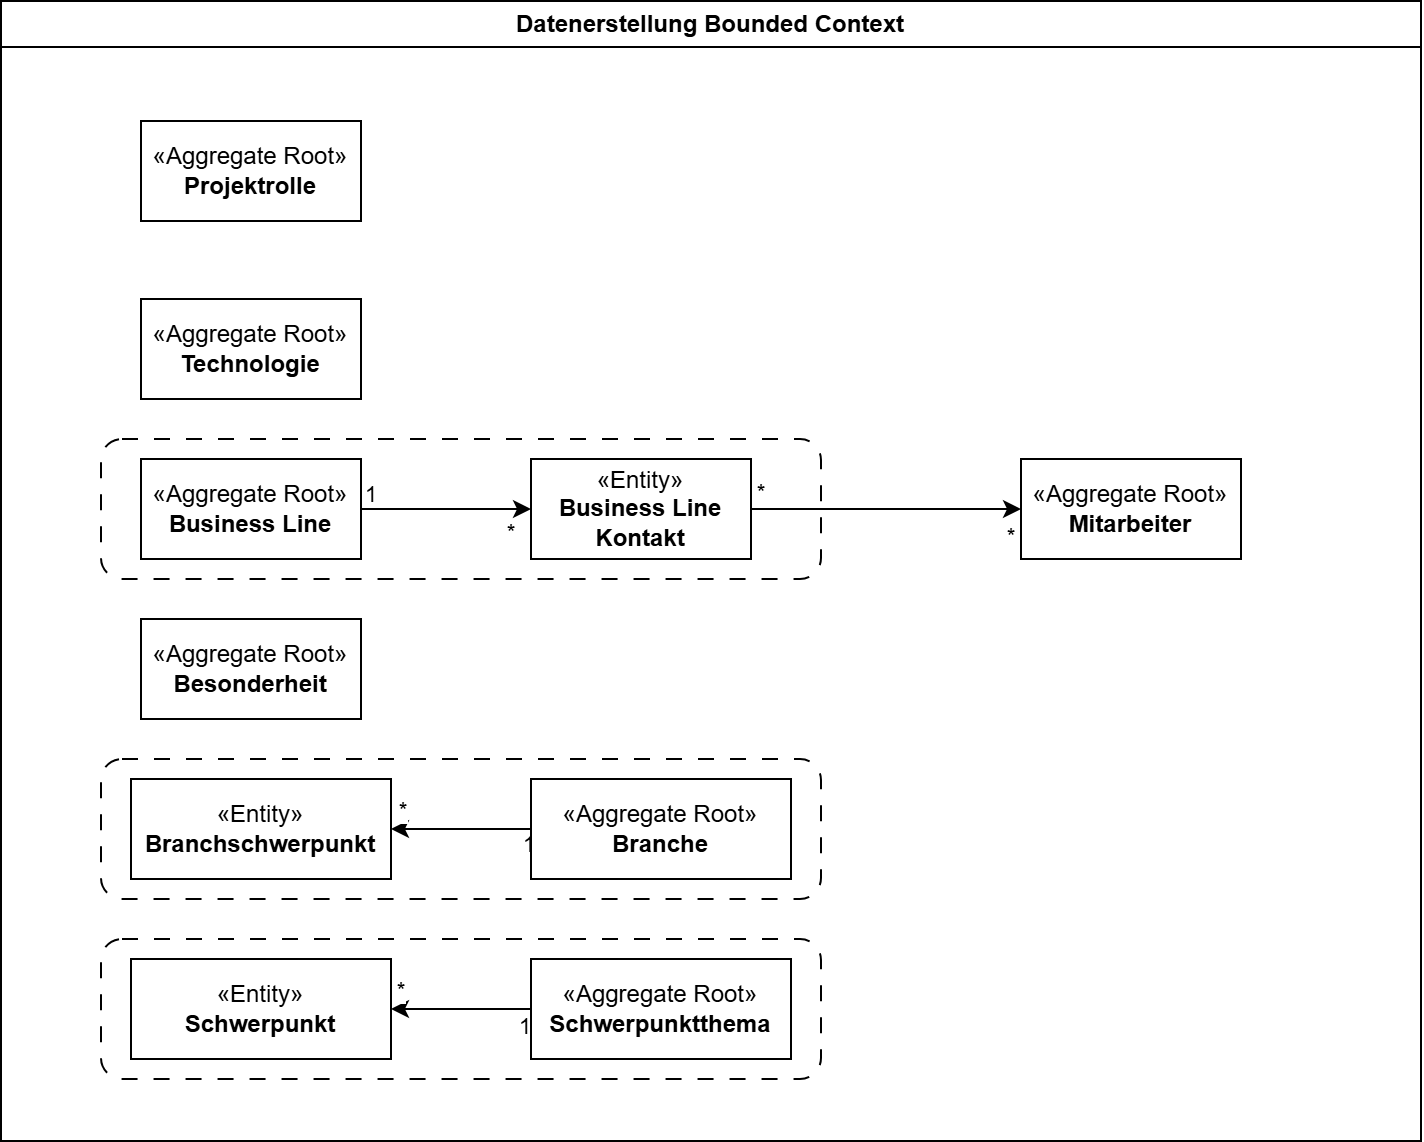 Datenerstellung Bounded Context
«Aggregate Root»
Projektrolle
«Aggregate Root»
Technologie
«Aggregate Root»
Business Line
1
*
«Entity»
Business Line
Kontakt
*
*
«Aggregate Root»
Mitarbeiter
«Aggregate Root»
Besonderheit
«Entity»
Branchschwerpunkt
*
1
«Aggregate Root»
Branche
«Entity»
Schwerpunkt
*
1
«Aggregate Root»
Schwerpunktthema